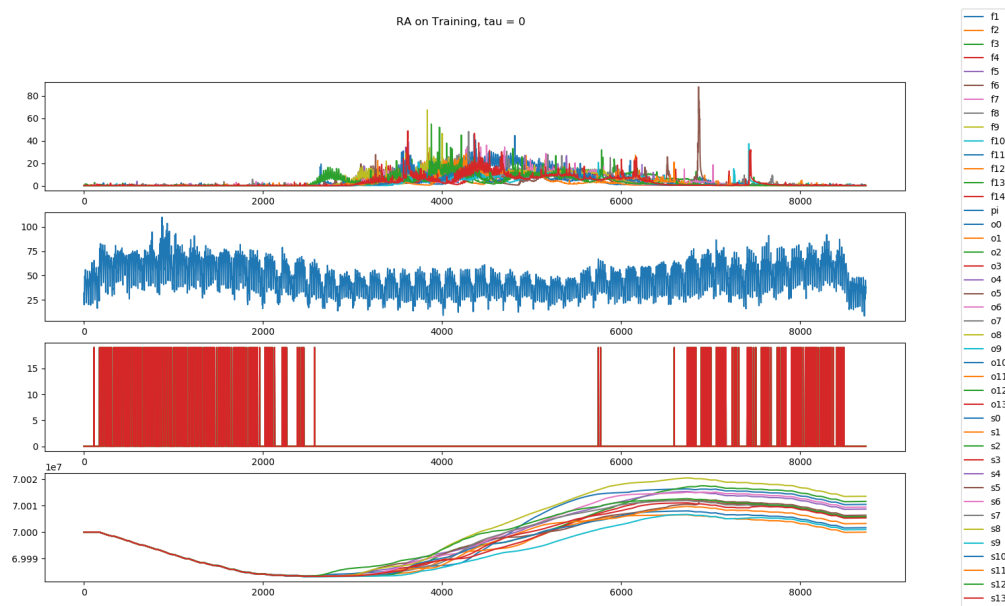 RA on Training, tau = 0
80
60
40
20
0
0 2000 4000 6000 8000
100
75
50
25
0 2000 4000 6000 8000
15
10
5
0
0 2000 4000 6000 8000
1e7
7.002
7.001
7.000
6.999
0 2000 4000 6000 8000
f1
f2
f3
f4
f5
f6
f7
f8
f9
f10
f11
f12
f13
f14
pi
o0
o1
o2
o3
o4
o5
o6
o7
o8
o9
o10
o11
o12
o13
s0
s1
s2
s3
s4
s5
s6
s7
s8
s9
s10
s11
s12
s13